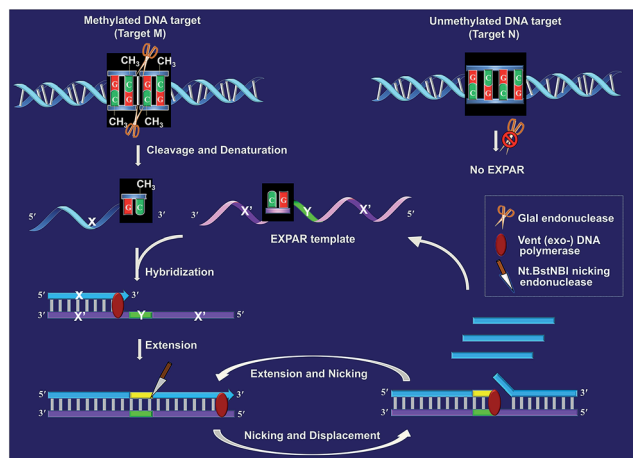 Methylated DNA target
(Target M)
Unmethylated DNA target
(Target N)
CH3 CH3
G C G C
C G C G
CH3 CH3
G C G C
C G C G
Cleavage and Denaturation
No EXPAR
CH3
G C
5' X 3'
C G
3' X' Y X' 5'
EXPAR template
GlaI endonuclease
Vent (exo-) DNA
polymerase
Nt.BstNBI nicking
endonuclease
Hybridization
5' X 3'
3' X' Y X' 5'
Extension
Extension and Nicking
5' 3'
3' 5'
5' 3'
3' 5'
Nicking and Displacement